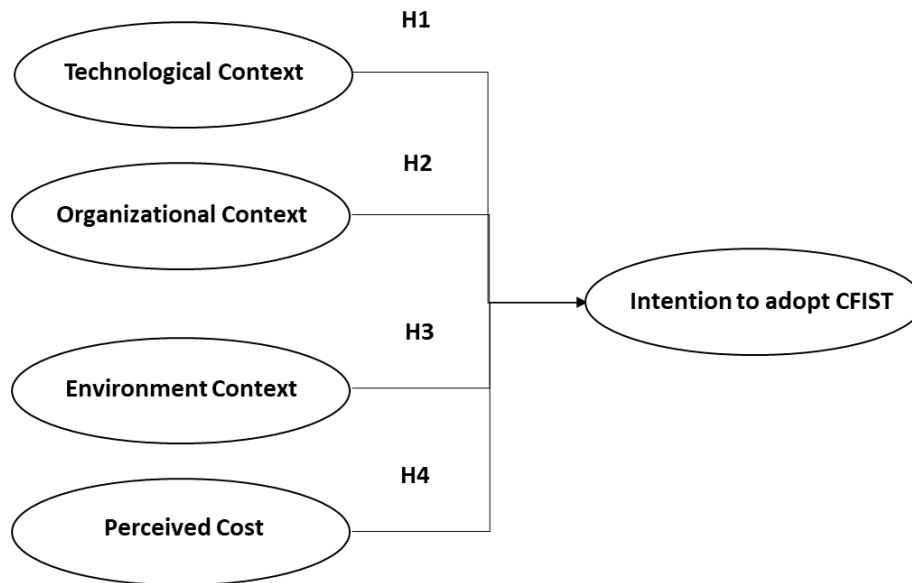 H1
Technological Context
H2
Organizational Context
Intention to adopt CFIST
H3
Environment Context
H4
Perceived Cost